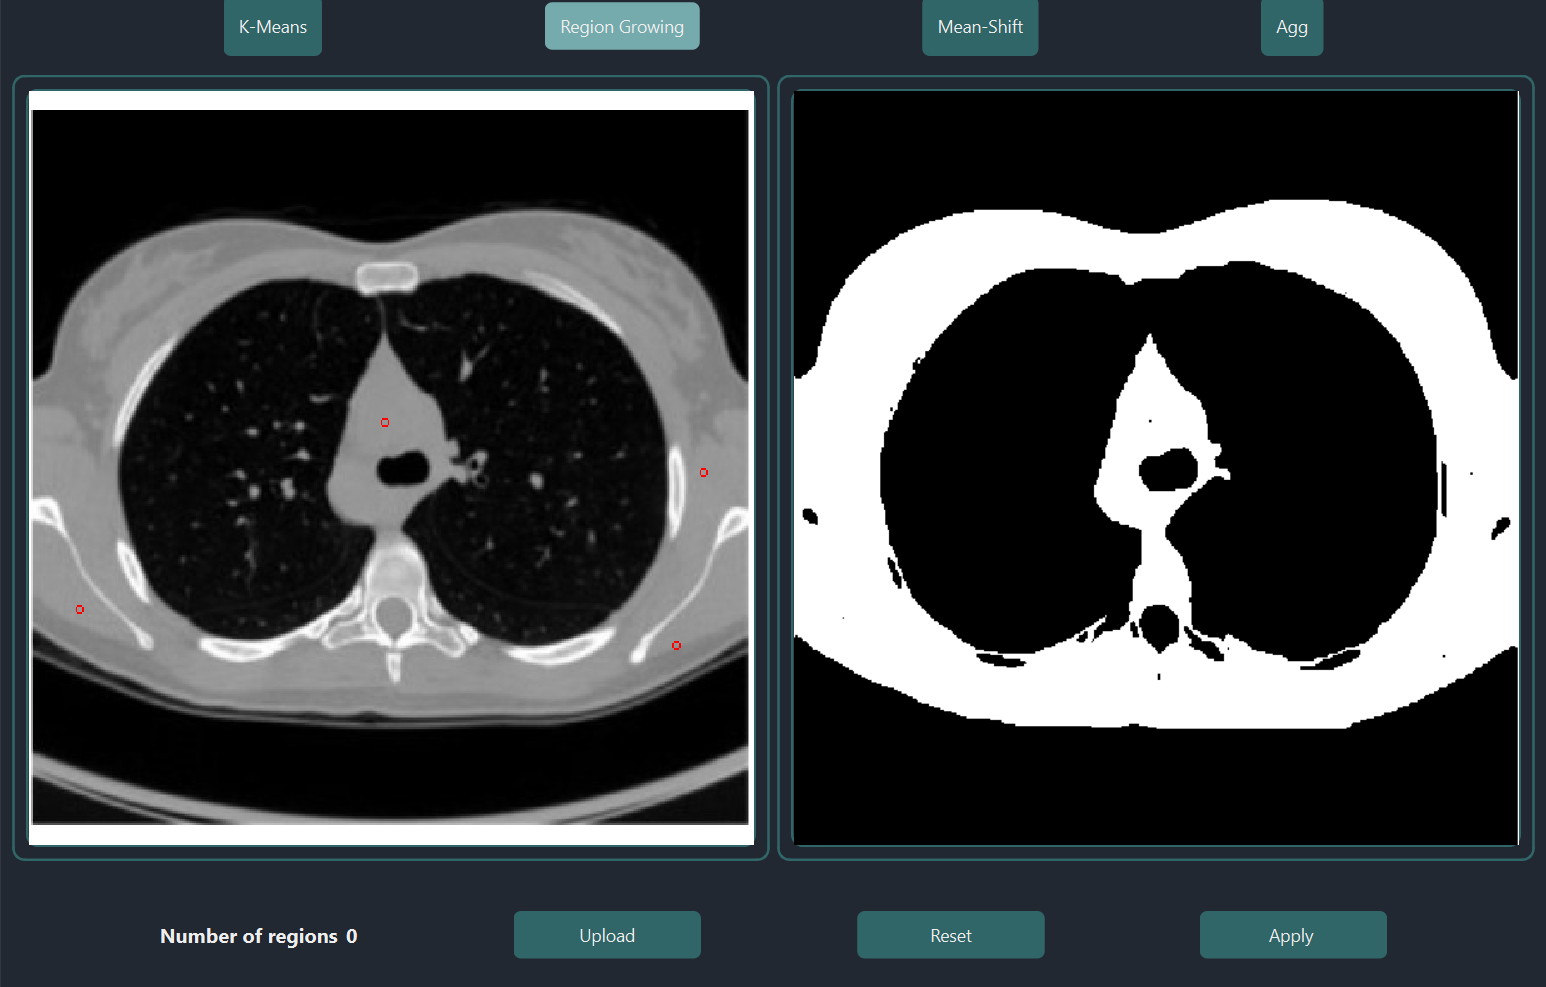 K-Means
Region Growing
Mean-Shift
Agg
Number of regions 0
Upload
Reset
Apply